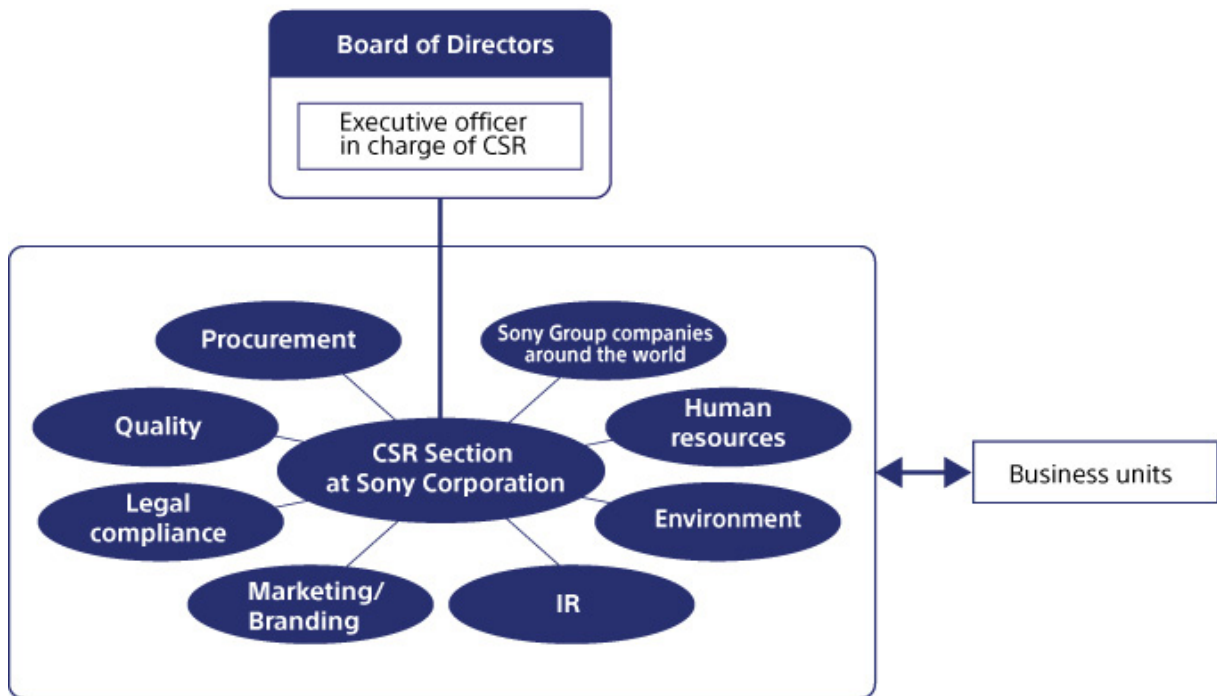 Board of Directors
Executive officer
in charge of CSR
Procurement
Sony Group companies
around the world
Quality
Human
resources
CSR Section
at Sony Corporation
Business units
Legal
compliance
Environment
Marketing/
Branding
IR